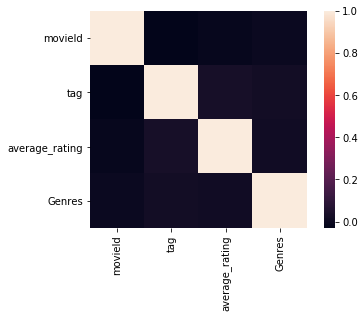 movieId
tag
average_rating
Genres
movieId
tag
average_rating
Genres
1.0
0.8
0.6
0.4
0.2
0.0